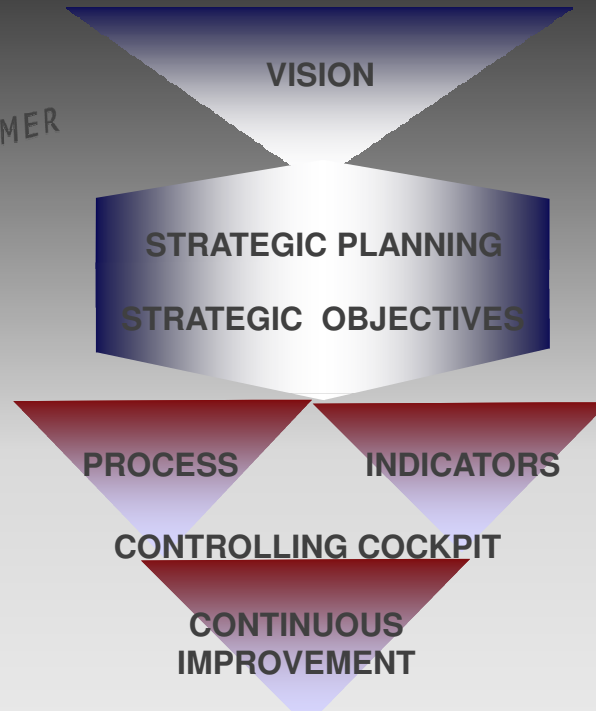 VISION
MER
STRATEGIC PLANNING
STRATEGIC  OBJECTIVES
PROCESS
INDICATORS
CONTROLLING COCKPIT
CONTINUOUS
IMPROVEMENT